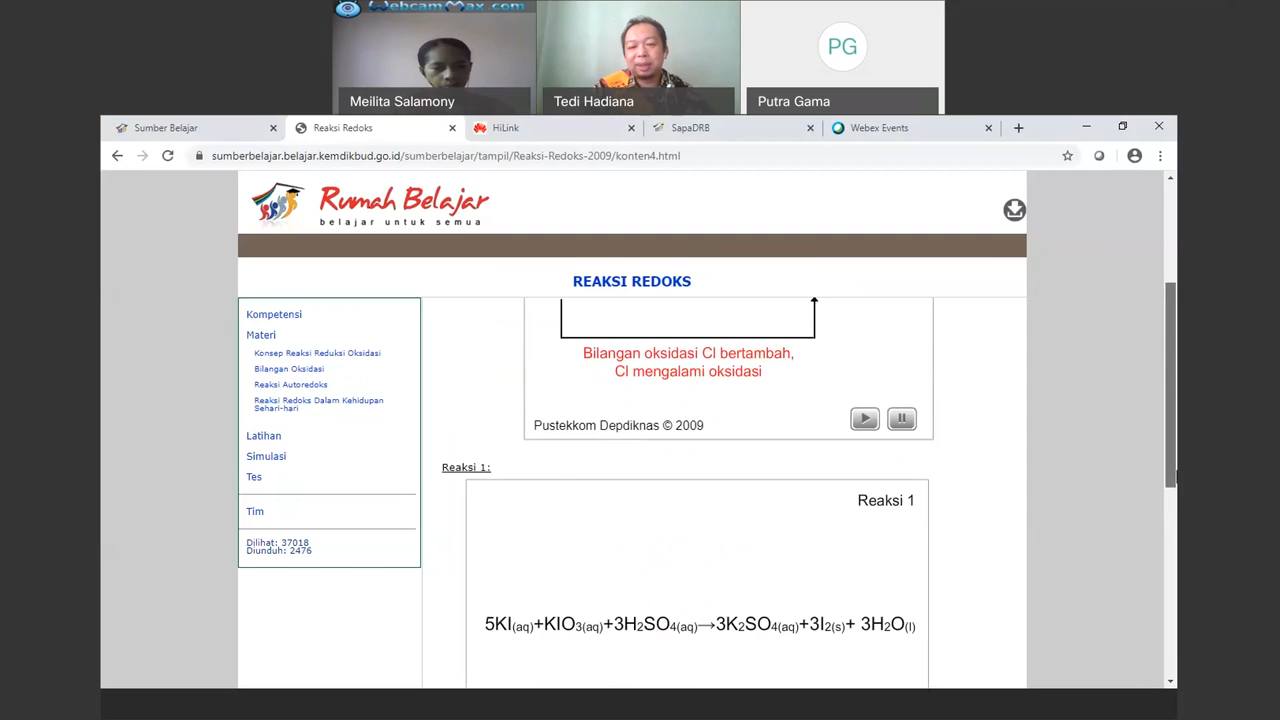 WebcamMax.com
PG
Meilita Salamony
Tedi Hadiana
Putra Gama
Sumber Belajar
Reaksi Redoks
HiLink
SapaDRB
Webex Events
sumberbelajar.belajar.kemdikbud.go.id/sumberbelajar/tampil/Reaksi-Redoks-2009/konten4.html
Rumah Belajar
belajar untuk semua
REAKSI REDOKS
Kompetensi
Materi
Konsep Reaksi Reduksi Oksidasi
Bilangan Oksidasi
Reaksi Autoredoks
Reaksi Redoks Dalam Kehidupan
Sehari-hari
Latihan
Simulasi
Tes
Tim
Dilihat: 37018
Diunduh: 2476
Bilangan oksidasi Cl bertambah,
Cl mengalami oksidasi
Pustekkom Depdiknas © 2009
Reaksi 1:
Reaksi 1
5KI(aq)+KIO3(aq)+3H2SO4(aq)→3K2SO4(aq)+3I2(s)+ 3H2O(l)